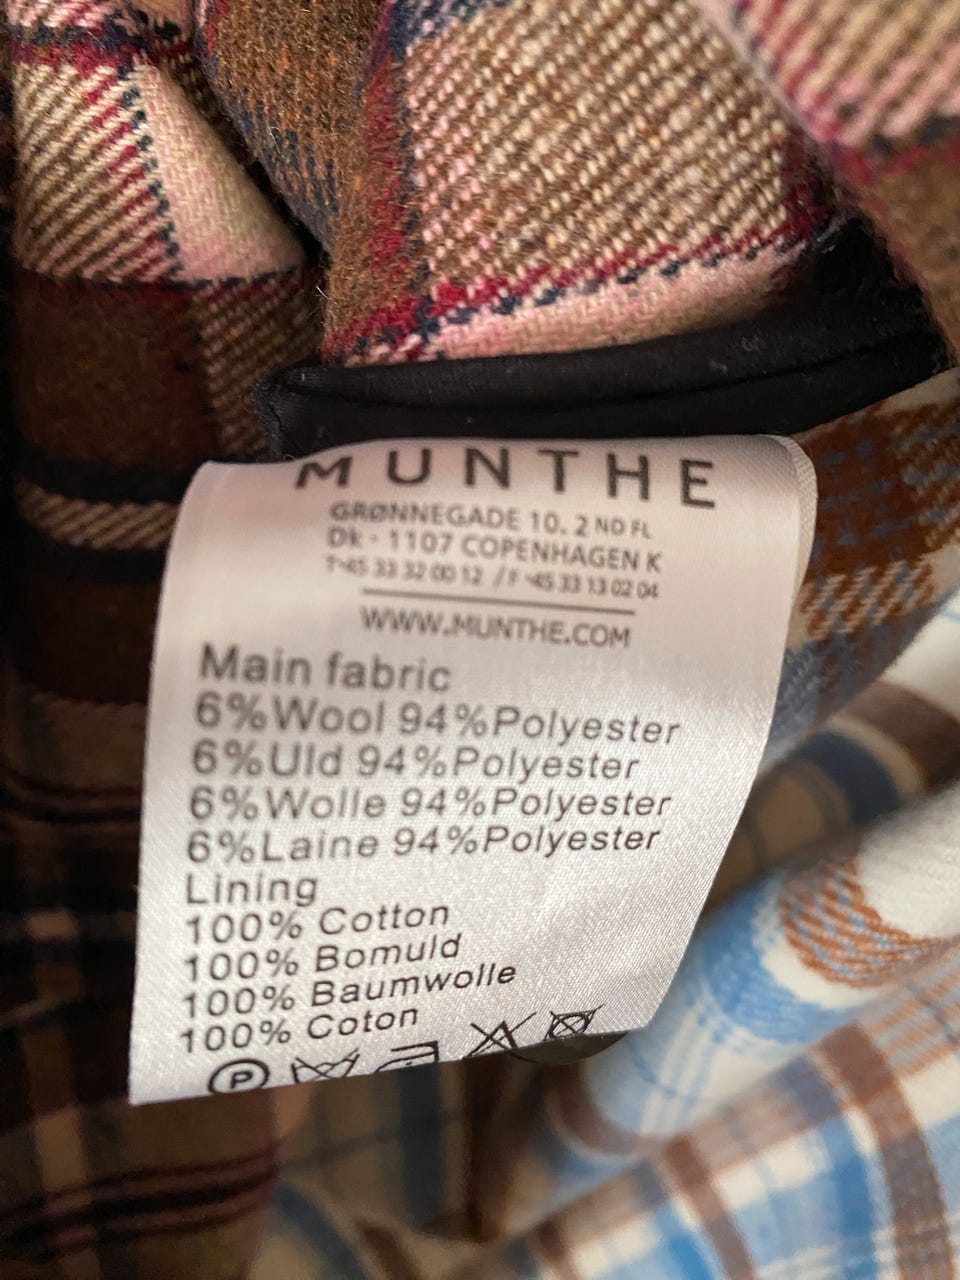 MUNTHE
GRØNNEGADE 10. 2 ND FL
Dk - 1107 COPENHAGEN K
T+45 33 32 00 12 / F +45 33 13 02 04
WWW.MUNTHE.COM
Main fabric
6%Wool 94%Polyester
6%Uld 94%Polyester
6%Wolle 94%Polyester
6%Laine 94%Polyester
Lining
100% Cotton
100% Bomuld
100% Baumwolle
100% Coton
P